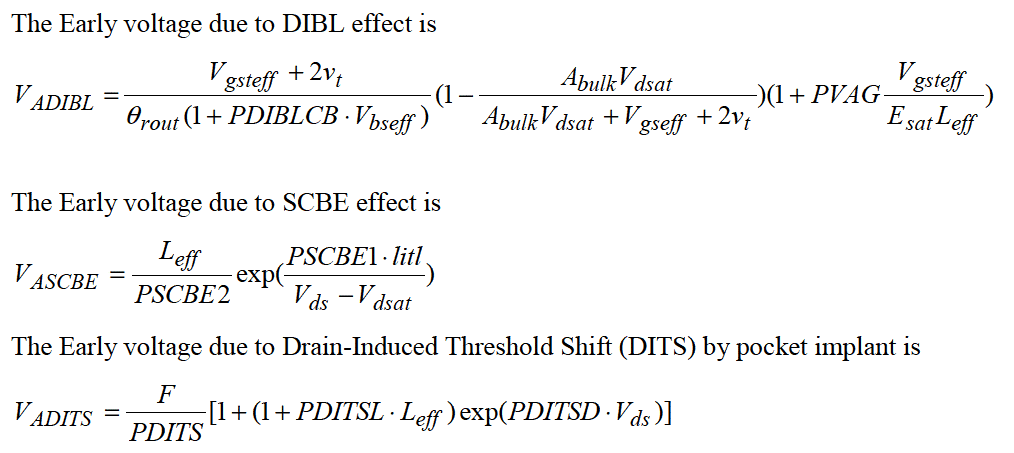 The Early voltage due to DIBL effect is
V_{ADIBL} = \frac{V_{gsteff} + 2v_t}{\theta_{rout}(1 + PDIBLCB \cdot V_{bseff})}(1 - \frac{A_{bulk}V_{dsat}}{A_{bulk}V_{dsat} + V_{gseff} + 2v_t})(1 + PVAG\frac{V_{gsteff}}{E_{sat}L_{eff}})
The Early voltage due to SCBE effect is
V_{ASCBE} = \frac{L_{eff}}{PSCBE2}exp(\frac{PSCBE1 \cdot litl}{V_{ds} - V_{dsat}})
The Early voltage due to Drain-Induced Threshold Shift (DITS) by pocket implant is
V_{ADITS} = \frac{F}{PDITS}[1 + (1 + PDITSL \cdot L_{eff})exp(PDITSD \cdot V_{ds})]